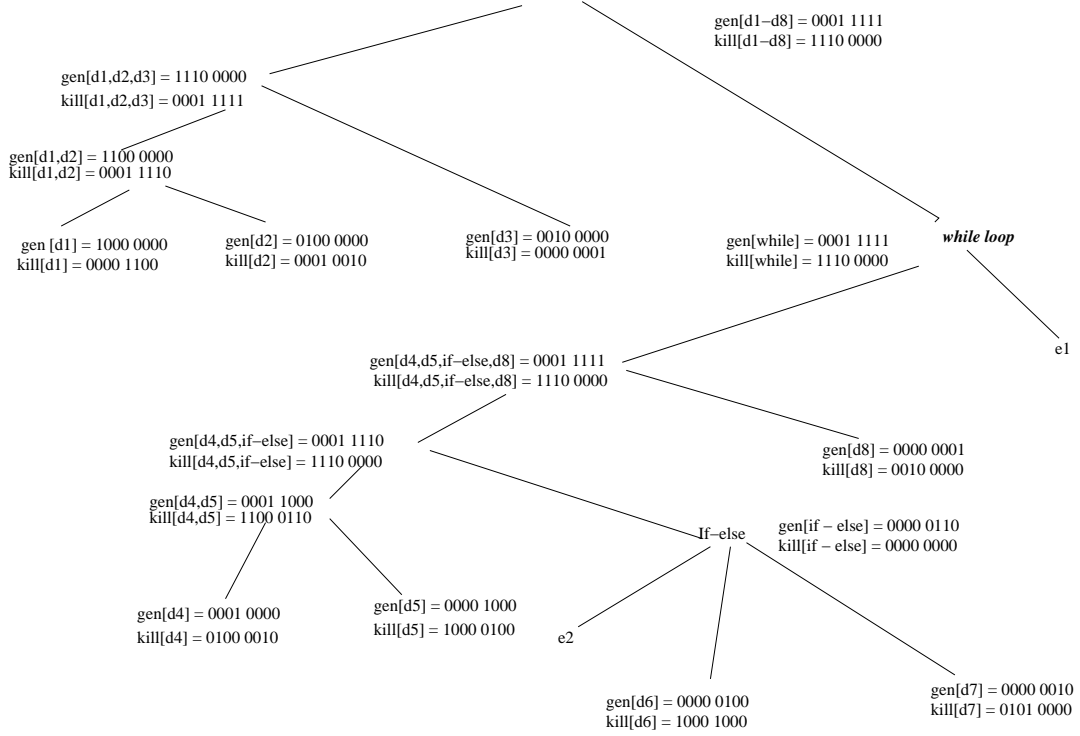 gen[d1−d8] = 0001 1111
kill[d1−d8] = 1110 0000
gen[d1,d2,d3] = 1110 0000
kill[d1,d2,d3] = 0001 1111
gen[d1,d2] = 1100 0000
kill[d1,d2] = 0001 1110
gen [d1] = 1000 0000
kill[d1] = 0000 1100
gen[d2] = 0100 0000
kill[d2] = 0001 0010
gen[d3] = 0010 0000
kill[d3] = 0000 0001
gen[while] = 0001 1111
kill[while] = 1110 0000
while loop
e1
gen[d4,d5,if−else,d8] = 0001 1111
kill[d4,d5,if−else,d8] = 1110 0000
gen[d4,d5,if−else] = 0001 1110
kill[d4,d5,if−else] = 1110 0000
gen[d8] = 0000 0001
kill[d8] = 0010 0000
gen[d4,d5] = 0001 1000
kill[d4,d5] = 1100 0110
If−else
gen[if − else] = 0000 0110
kill[if − else] = 0000 0000
gen[d4] = 0001 0000
kill[d4] = 0100 0010
gen[d5] = 0000 1000
kill[d5] = 1000 0100
e2
gen[d6] = 0000 0100
kill[d6] = 1000 1000
gen[d7] = 0000 0010
kill[d7] = 0101 0000